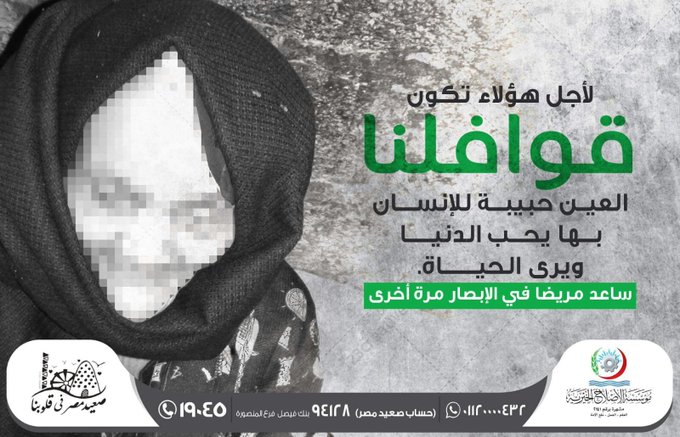 لأجل هؤلاء تكون
قوافلنا
العين حبيبة للإنسان
بها يحب الدنيا
ويرى الحياة.
ساعد مريضا في الإبصار مرة أخرى
مؤسسة الإصلاح الخيرية
٠١١٢٠٠٠٠٤٣٢
(حساب صعيد مصر) ٩٤١٢٨ بنك فيصل فرع المنصورة
١٩٠٤٥
صعيد مصر في قلوبنا